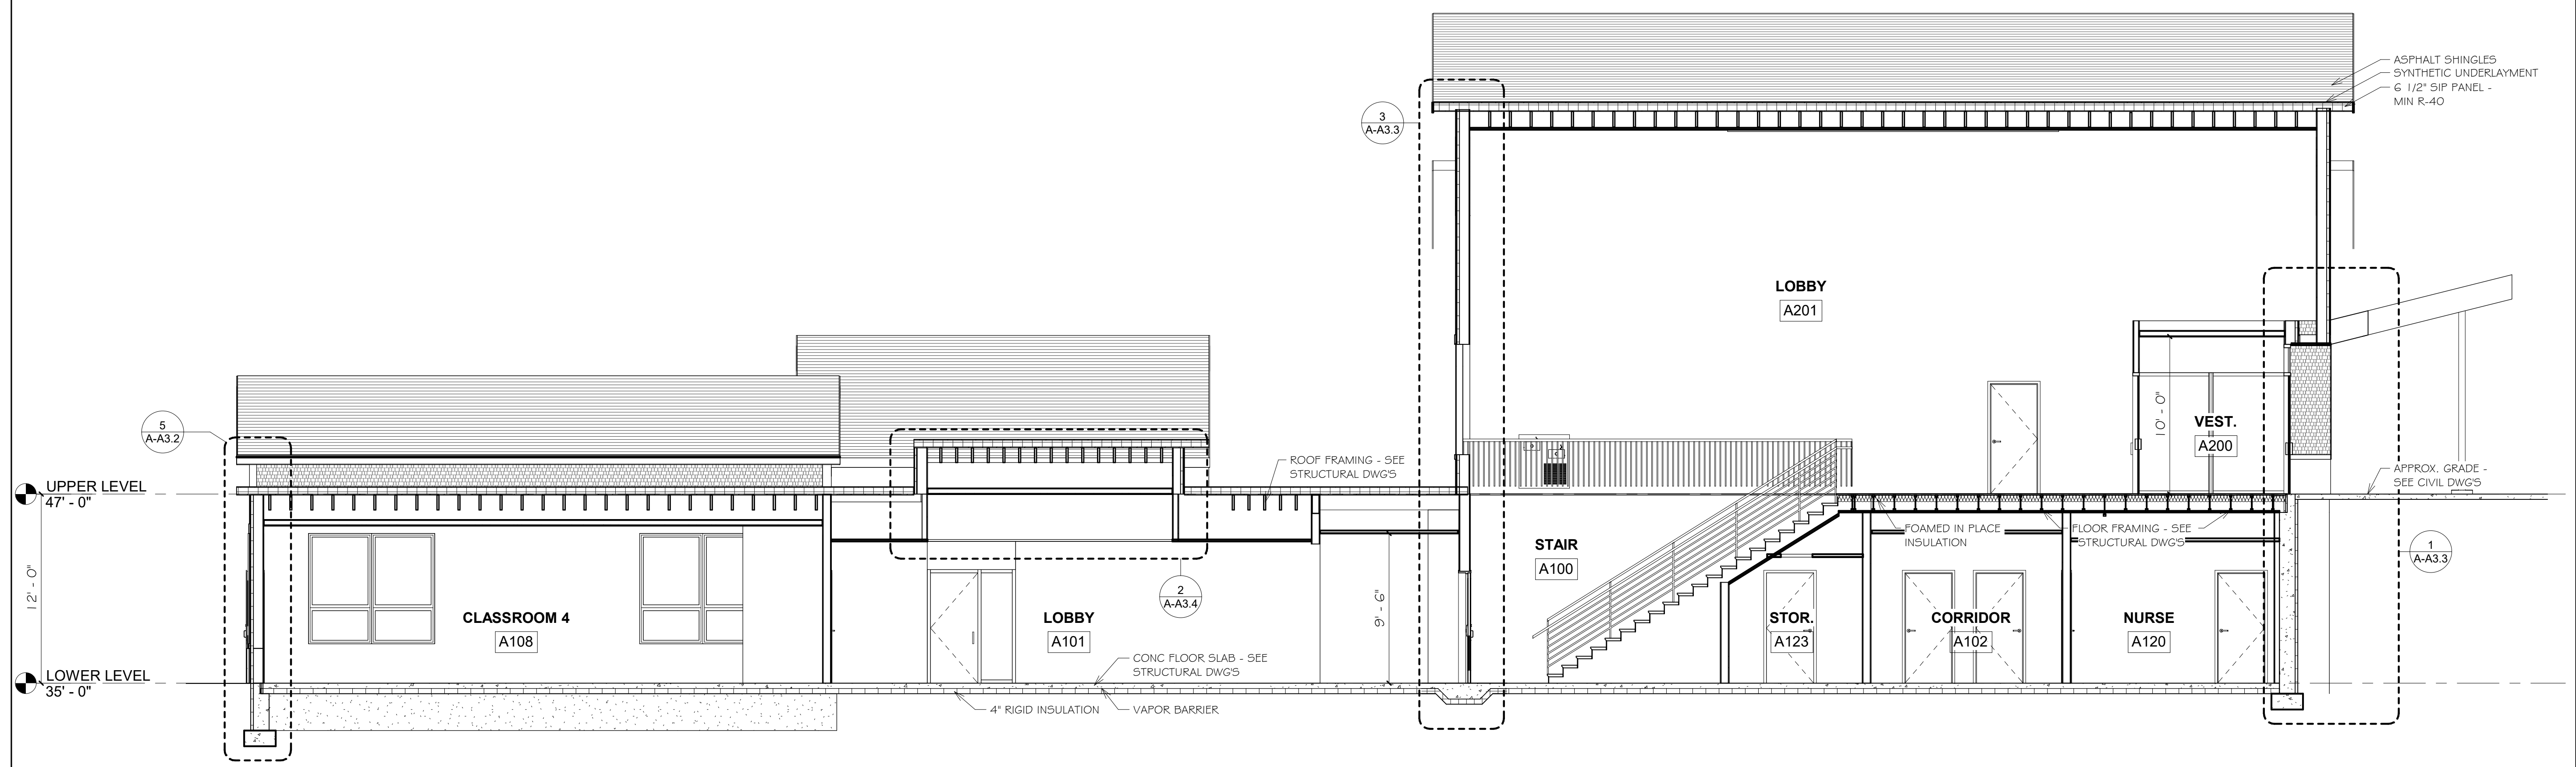 ASPHALT SHINGLES
SYNTHETIC UNDERLAYMENT
6 1/2" SIP PANEL -
MIN R-40
3
A-A3.3
LOBBY
A201
5
A-A3.2
10' - 0"
VEST.
A200
ROOF FRAMING - SEE
STRUCTURAL DWG'S
APPROX. GRADE -
SEE CIVIL DWG'S
UPPER LEVEL
47' - 0"
FOAMED IN PLACE
INSULATION
FLOOR FRAMING - SEE
STRUCTURAL DWG'S
STAIR
A100
1
A-A3.3
12' - 0"
2
A-A3.4
9' - 6"
CLASSROOM 4
A108
LOBBY
A101
STOR.
A123
CORRIDOR
A102
NURSE
A120
CONC FLOOR SLAB - SEE
STRUCTURAL DWG'S
LOWER LEVEL
35' - 0"
4" RIGID INSULATION
VAPOR BARRIER